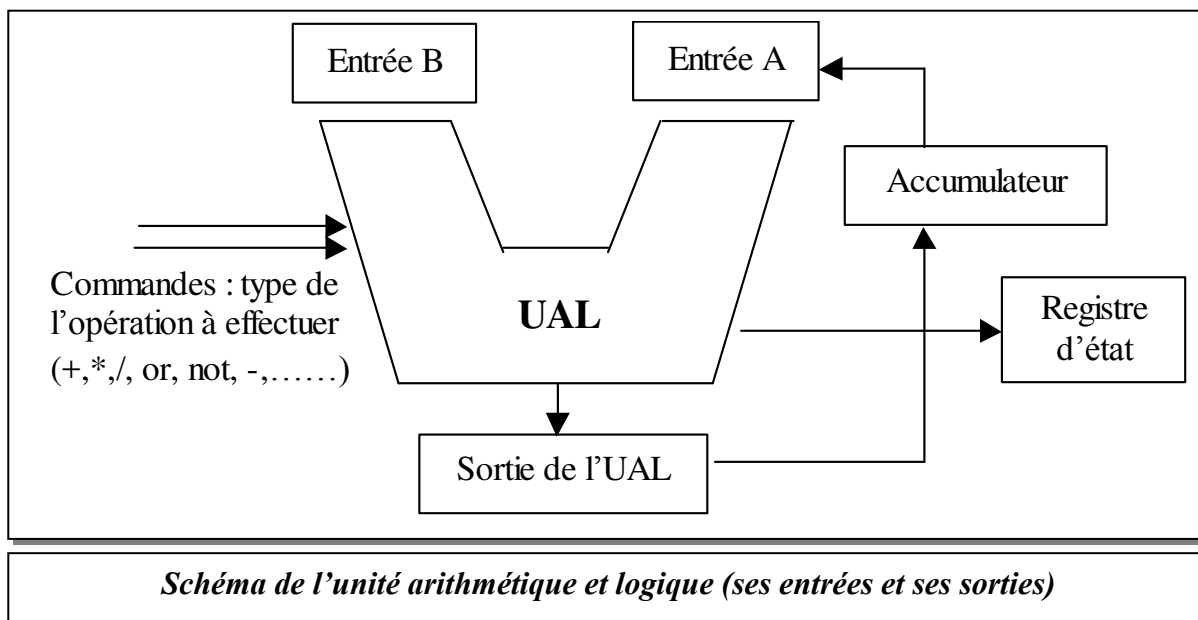 Entrée B
Entrée A
Accumulateur
Commandes : type de
l’opération à effectuer
(+,*,/, or, not, -,……)
UAL
Registre
d’état
Sortie de l’UAL
Schéma de l’unité arithmétique et logique (ses entrées et ses sorties)